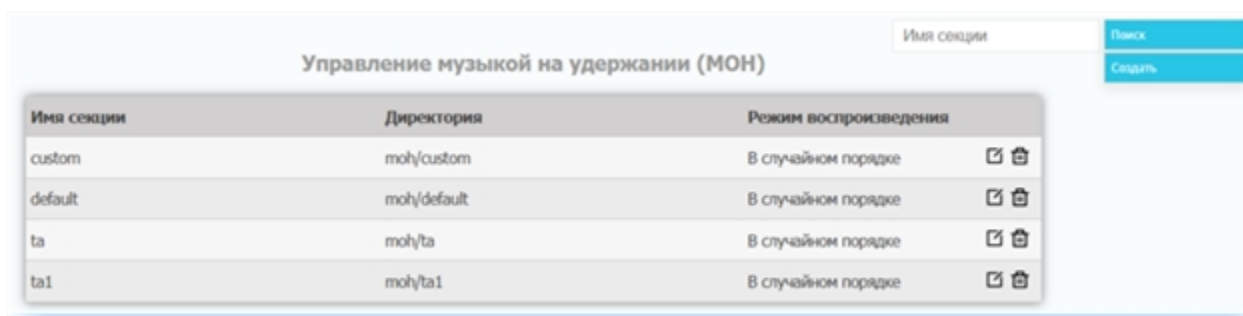 Имя секции Поиск
Управление музыкой на удержании (МОН) Создать
Имя секции Директория Режим воспроизведения
custom moh/custom В случайном порядке
default moh/default В случайном порядке
ta moh/ta В случайном порядке
ta1 moh/ta1 В случайном порядке